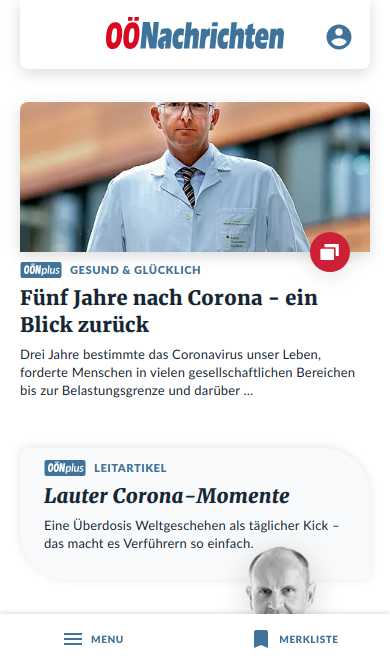 OÖNachrichten
OÖNplus GESUND & GLÜCKLICH
Fünf Jahre nach Corona - ein
Blick zurück
Drei Jahre bestimmte das Coronavirus unser Leben,
forderte Menschen in vielen gesellschaftlichen Bereichen
bis zur Belastungsgrenze und darüber ...
OÖNplus LEITARTIKEL
Lauter Corona-Momente
Eine Überdosis Weltgeschehen als täglicher Kick –
das macht es Verführern so einfach.
MENU
MERKLISTE